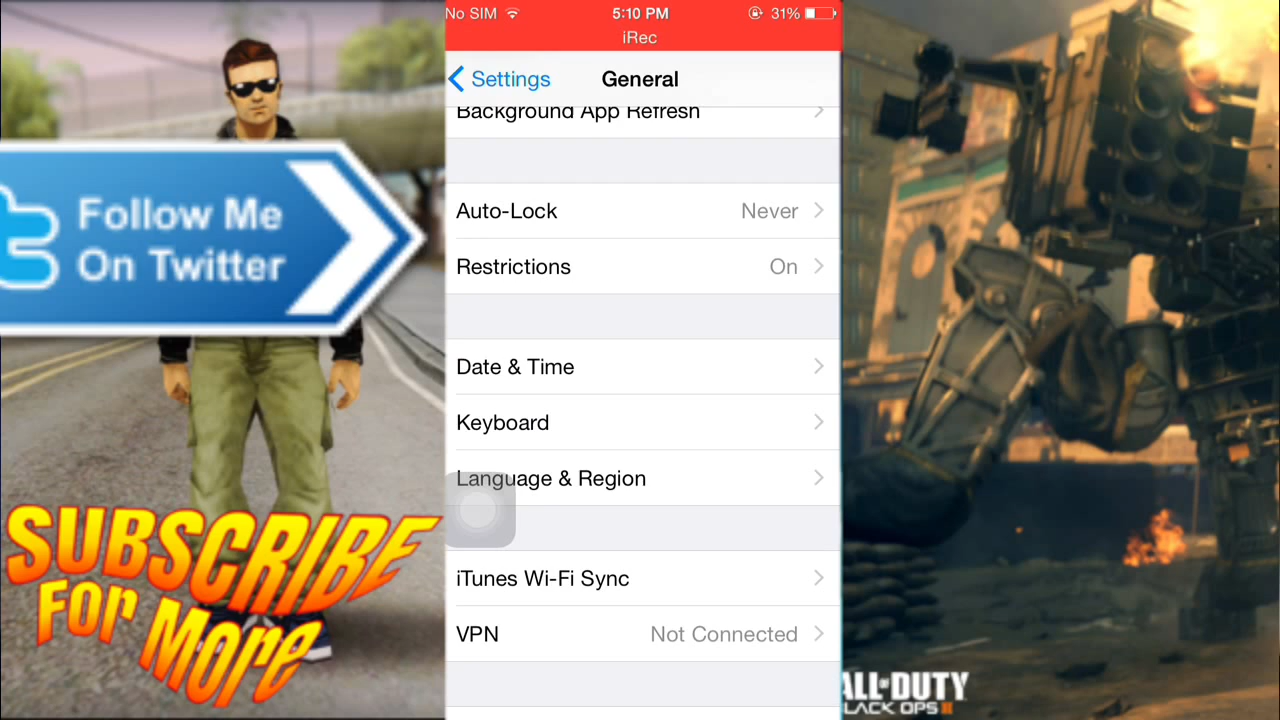 No SIM 5:10 PM 31%
iRec
Settings General
Background App Refresh
Auto-Lock Never
Restrictions On
Date & Time
Keyboard
Language & Region
iTunes Wi-Fi Sync
VPN Not Connected
Follow Me
On Twitter
SUBSCRIBE
For More
ALL OF DUTY
LACK OPS II